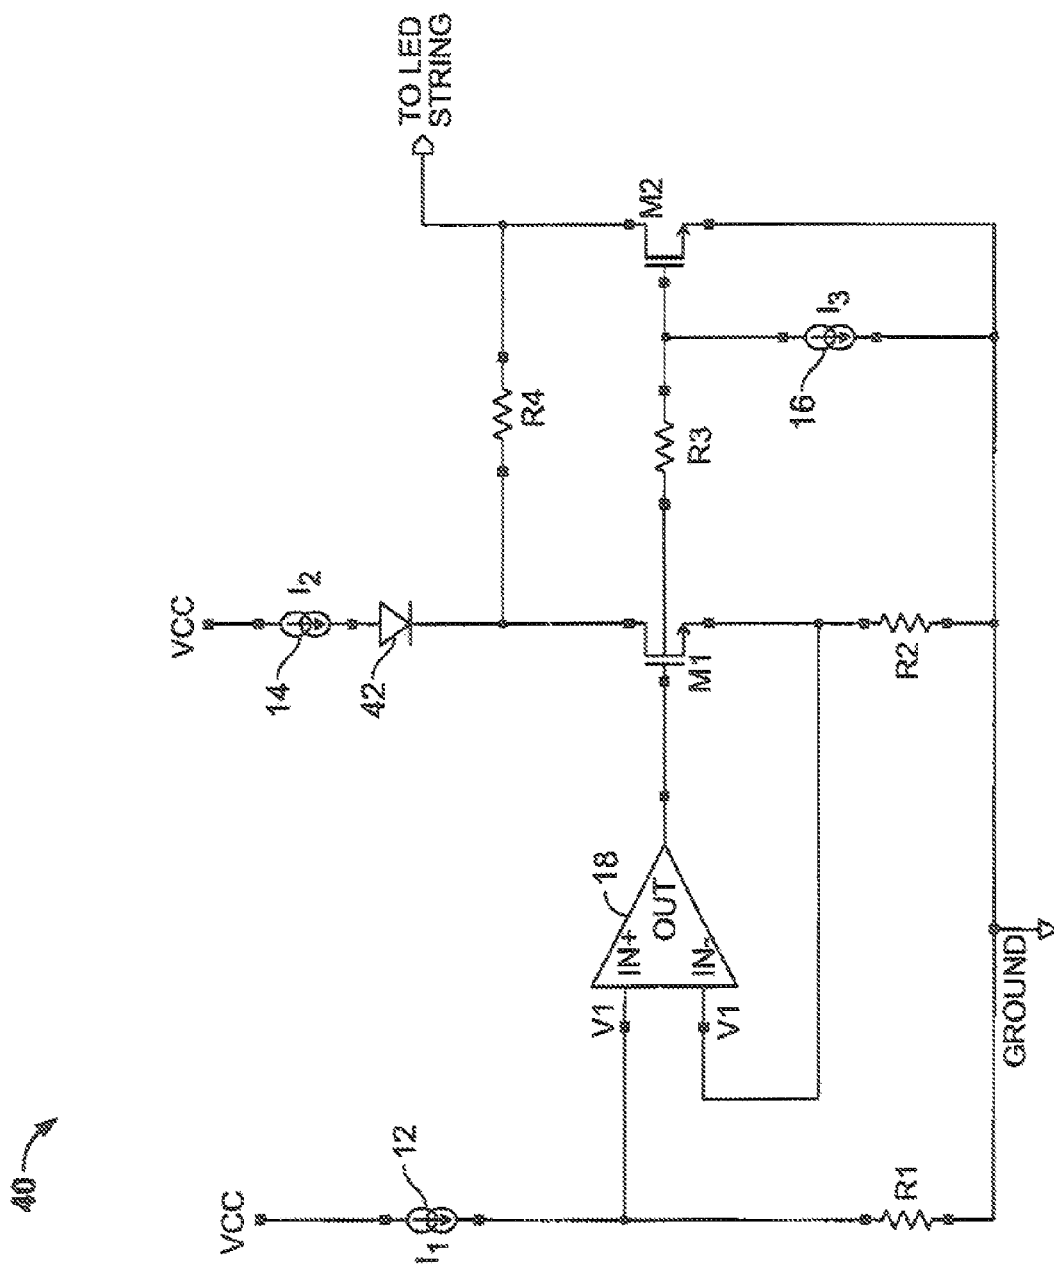 40
VCC
12
I1
V1
IN+
OUT
IN-
V1
18
R1
GROUND
VCC
14
I2
42
M1
R2
R4
R3
I3
16
M2
TO LED
STRING